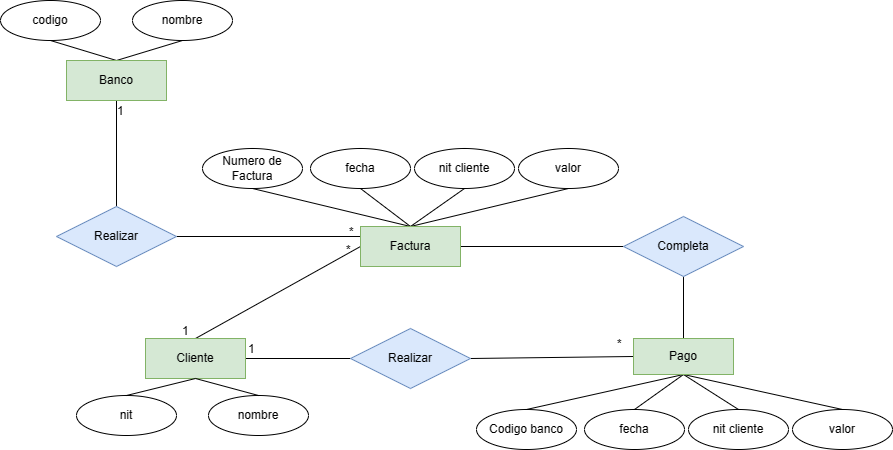 codigo
nombre
Banco
1
Numero de
Factura
fecha
nit cliente
valor
Realizar
*
*
Factura
Completa
1
Cliente
1
Realizar
*
Pago
nit
nombre
Codigo banco
fecha
nit cliente
valor